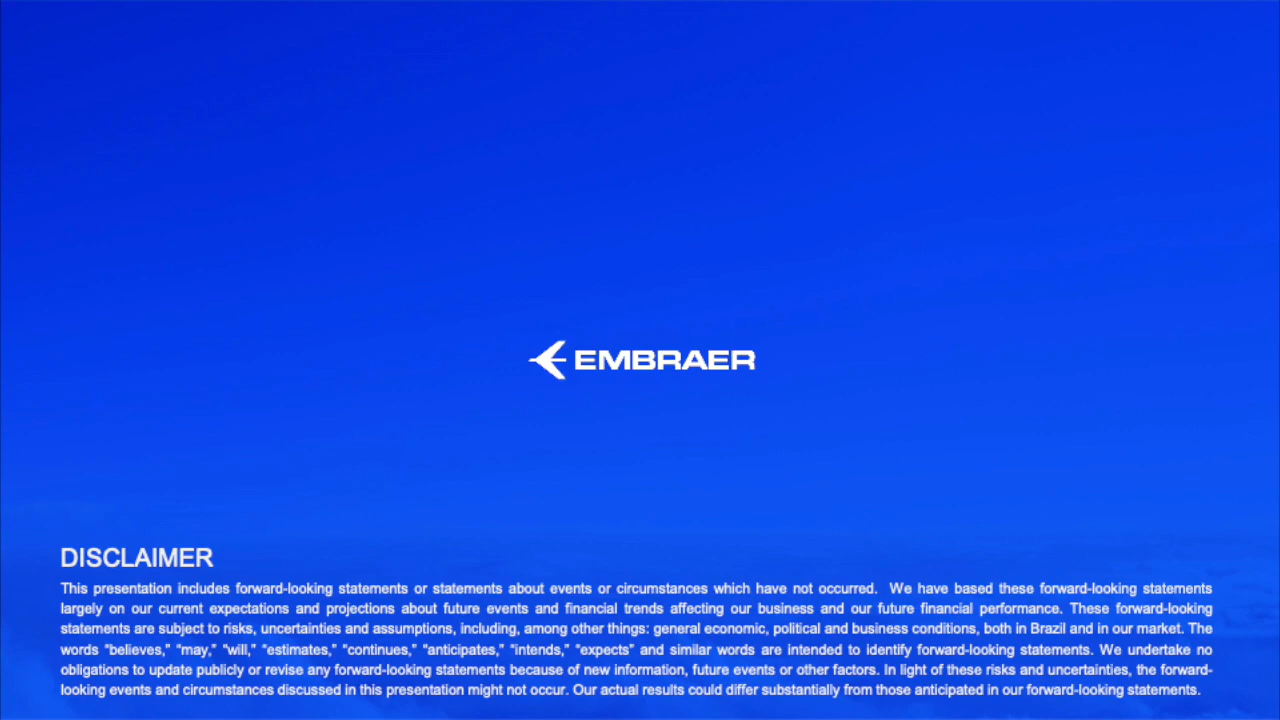 EMBRAER
DISCLAIMER
This presentation includes forward-looking statements or statements about events or circumstances which have not occurred. We have based these forward-looking statements
largely on our current expectations and projections about future events and financial trends affecting our business and our future financial performance. These forward-looking
statements are subject to risks, uncertainties and assumptions, including, among other things: general economic, political and business conditions, both in Brazil and in our market. The
words “believes,” “may,” “will,” “estimates,” “continues,” “anticipates,” “intends,” “expects” and similar words are intended to identify forward-looking statements. We undertake no
obligations to update publicly or revise any forward-looking statements because of new information, future events or other factors. In light of these risks and uncertainties, the forward-
looking events and circumstances discussed in this presentation might not occur. Our actual results could differ substantially from those anticipated in our forward-looking statements.